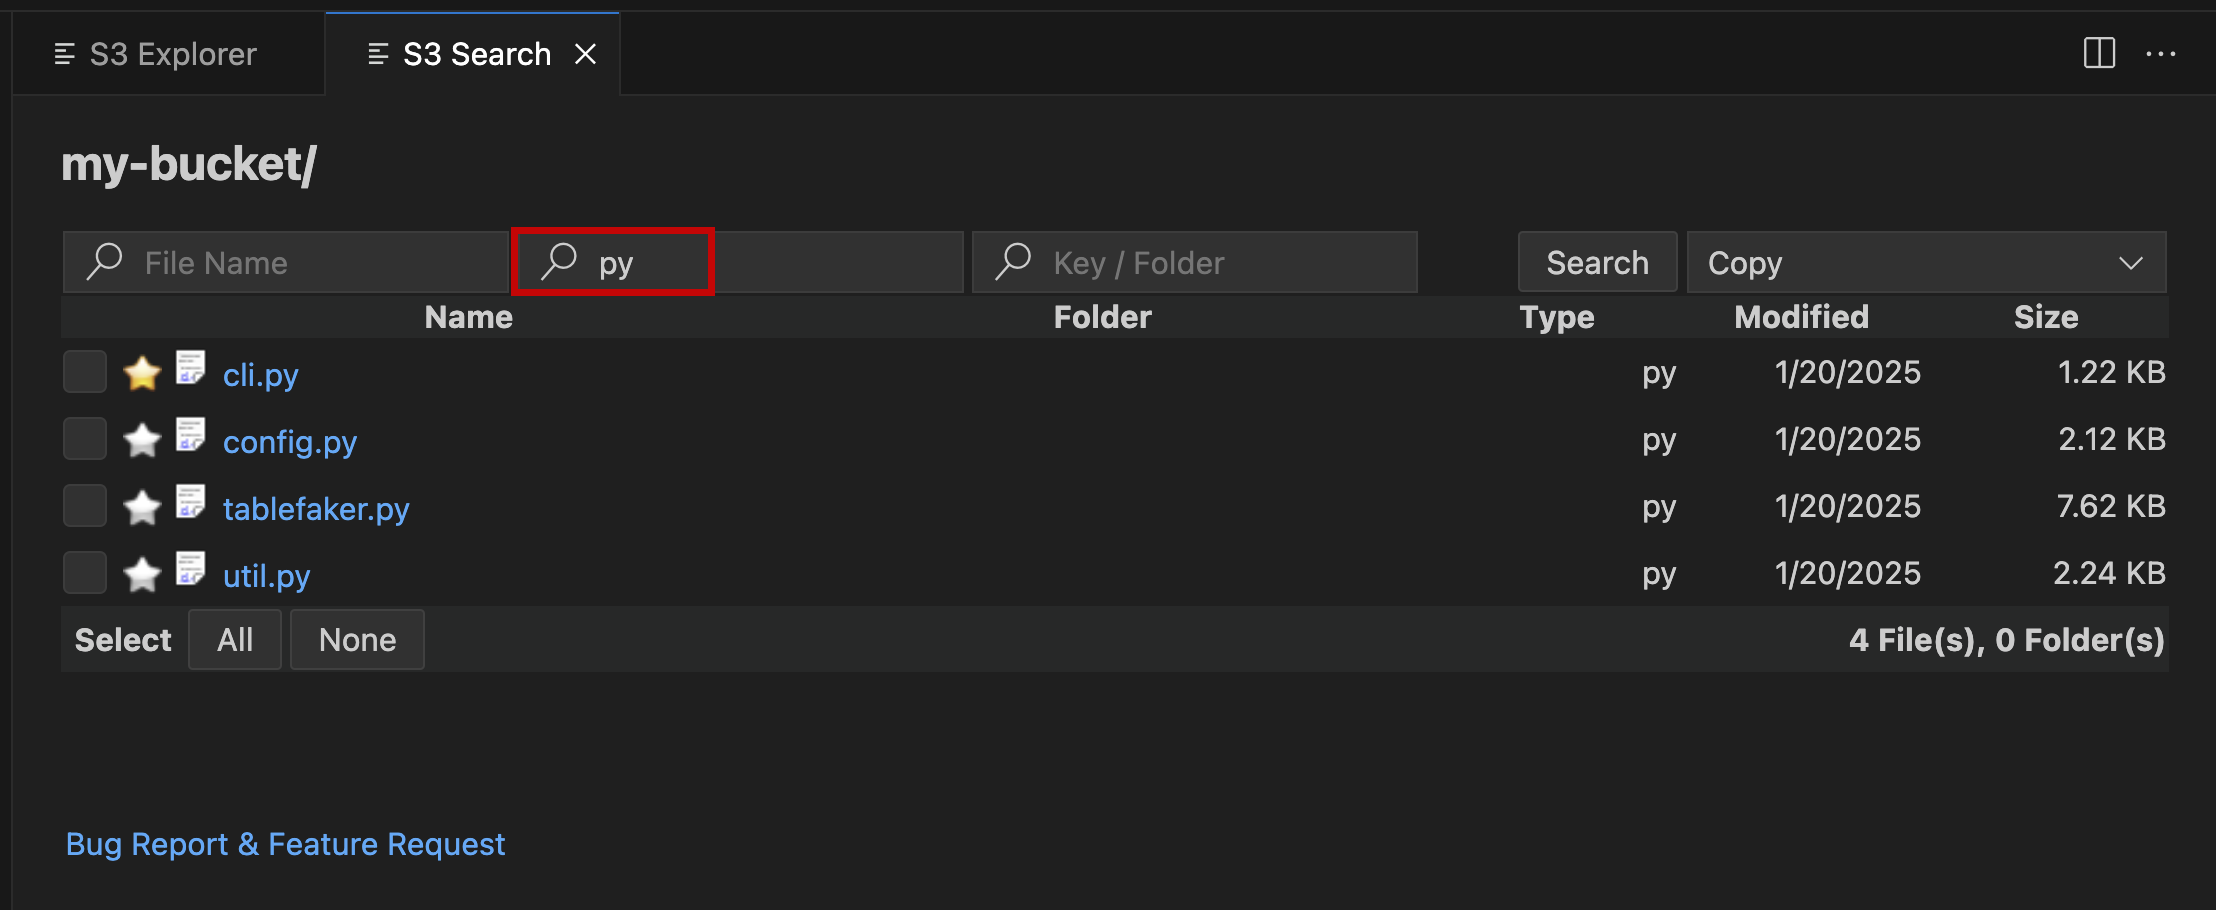 S3 Explorer S3 Search
my-bucket/
File Name py Key / Folder Search Copy
Name Folder Type Modified Size
cli.py py 1/20/2025 1.22 KB
config.py py 1/20/2025 2.12 KB
tablefaker.py py 1/20/2025 7.62 KB
util.py py 1/20/2025 2.24 KB
Select All None 4 File(s), 0 Folder(s)
Bug Report & Feature Request